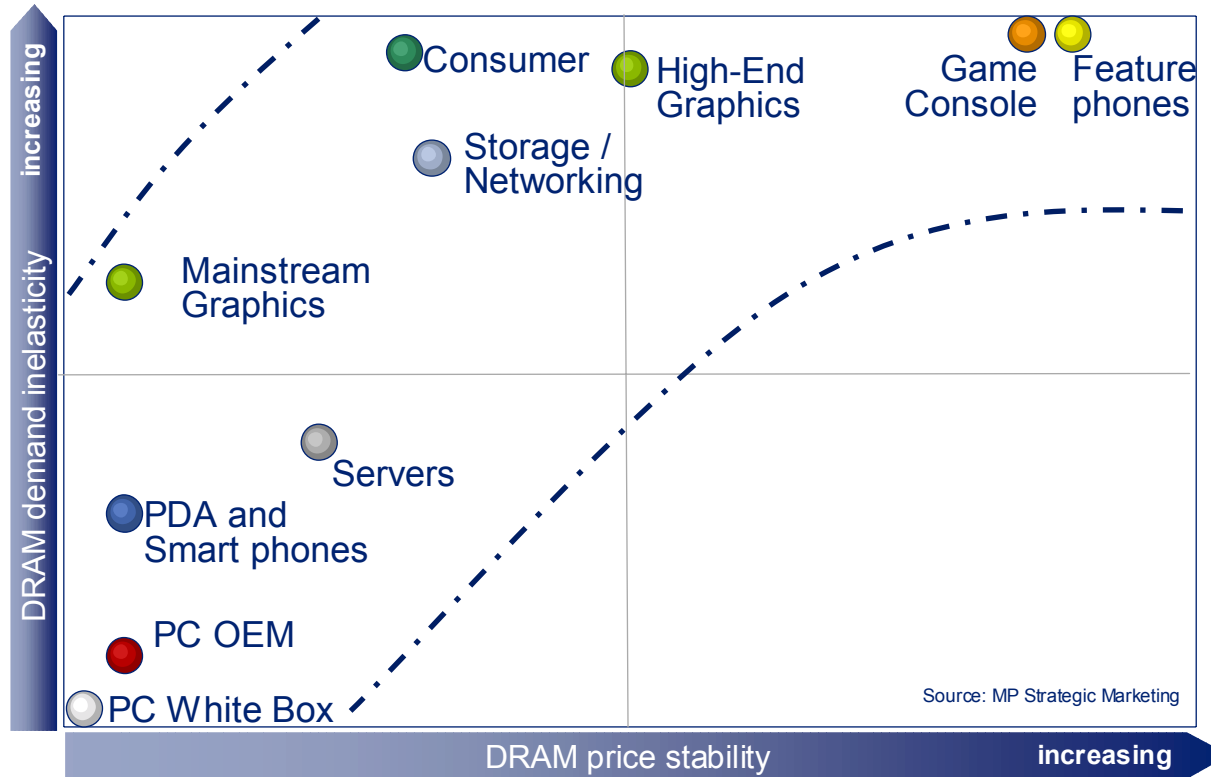 increasing
DRAM demand inelasticity
Consumer
High-End
Graphics
Game
Console
Feature
phones
Storage /
Networking
Mainstream
Graphics
Servers
PDA and
Smart phones
PC OEM
PC White Box
Source: MP Strategic Marketing
DRAM price stability
increasing